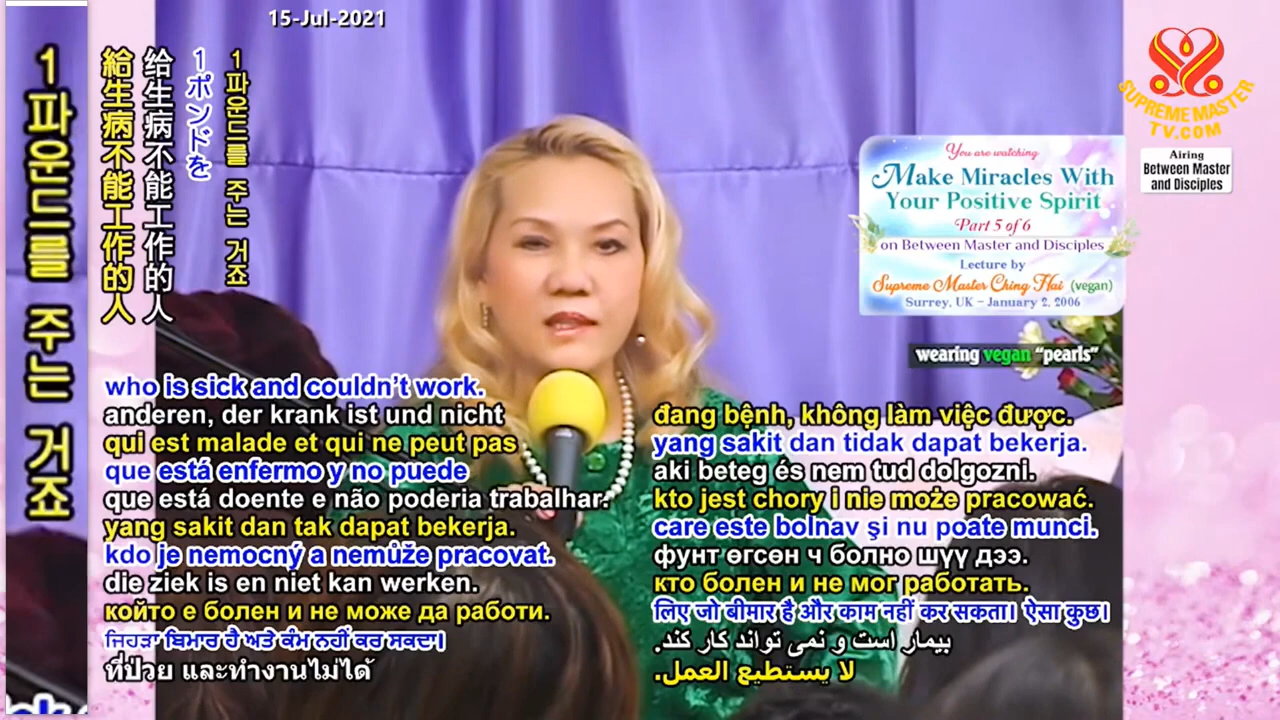 15-Jul-2021
1파운드를 주는 거죠
給生病不能工作的人
给生病不能工作的人
1ポンドを
1파운드를 주는 거죠
SUPREME MASTER
TV.COM
Airing
Between Master
and Disciples
You are watching
Make Miracles With
Your Positive Spirit
Part 5 of 6
on Between Master and Disciples
Lecture by
Supreme Master Ching Hai (vegan)
Surrey, UK – January 2, 2006
wearing vegan “pearls”
who is sick and couldn’t work.
anderen, der krank ist und nicht
qui est malade et qui ne peut pas
que está enfermo y no puede
que está doente e não poderia trabalhar.
yang sakit dan tak dapat bekerja.
kdo je nemocný a nemůže pracovat.
die ziek is en niet kan werken.
който е болен и не може да работи.
ਜਿਹੜਾ ਬਿਮਾਰ ਹੈ ਅਤੇ ਕੰਮ ਨਹੀਂ ਕਰ ਸਕਦਾ।
ที่ป่วย และทำงานไม่ได้
đang bệnh, không làm việc được.
yang sakit dan tidak dapat bekerja.
aki beteg és nem tud dolgozni.
kto jest chory i nie może pracować.
care este bolnav şi nu poate munci.
фунт өгсөн ч болно шүү дээ.
кто болен и не мог работать.
लिए जो बीमार है और काम नहीं कर सकता। ऐसा कुछ।
بیمار است و نمی تواند کار کند.
لا يستطيع العمل.